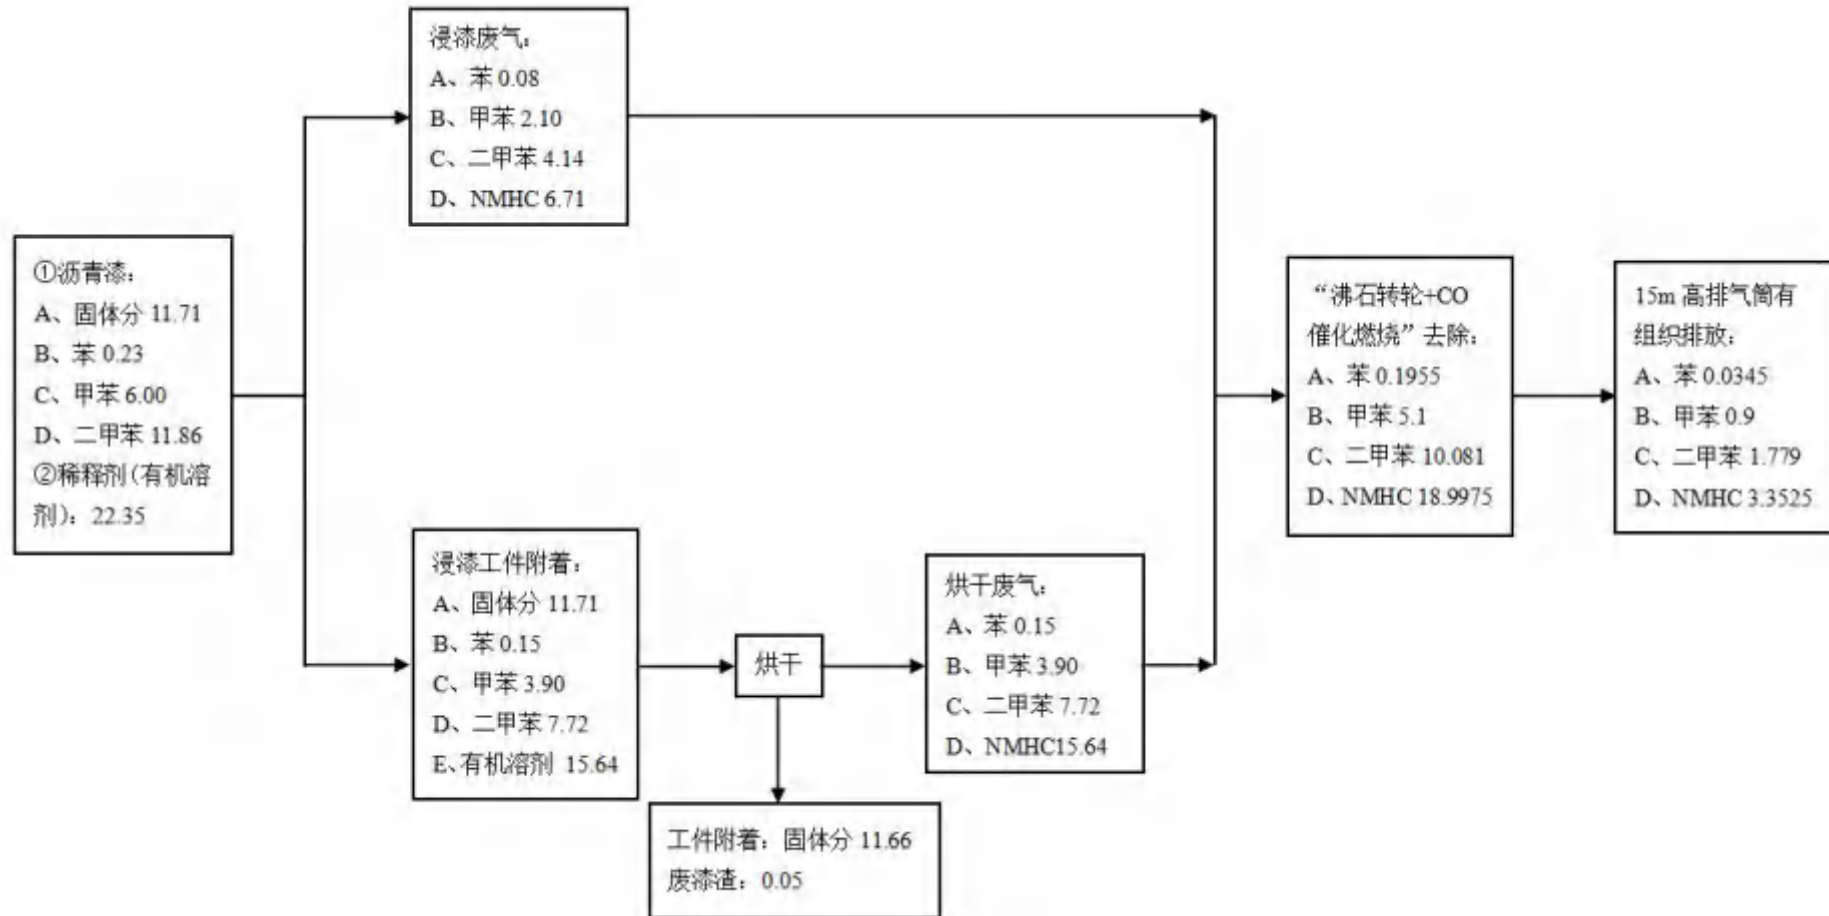 浸漆废气：
A、苯 0.08
B、甲苯 2.10
C、二甲苯 4.14
D、NMHC 6.71
①沥青漆：
A、固体分 11.71
B、苯 0.23
C、甲苯 6.00
D、二甲苯 11.86
②稀释剂（有机溶
剂）：22.35
浸漆工件附着：
A、固体分 11.71
B、苯 0.15
C、甲苯 3.90
D、二甲苯 7.72
E、有机溶剂 15.64
烘干
工件附着：固体分 11.66
废漆渣：0.05
烘干废气：
A、苯 0.15
B、甲苯 3.90
C、二甲苯 7.72
D、NMHC15.64
“沸石转轮+CO
催化燃烧”去除：
A、苯 0.1955
B、甲苯 5.1
C、二甲苯 10.081
D、NMHC 18.9975
15m 高排气筒有
组织排放：
A、苯 0.0345
B、甲苯 0.9
C、二甲苯 1.779
D、NMHC 3.3525